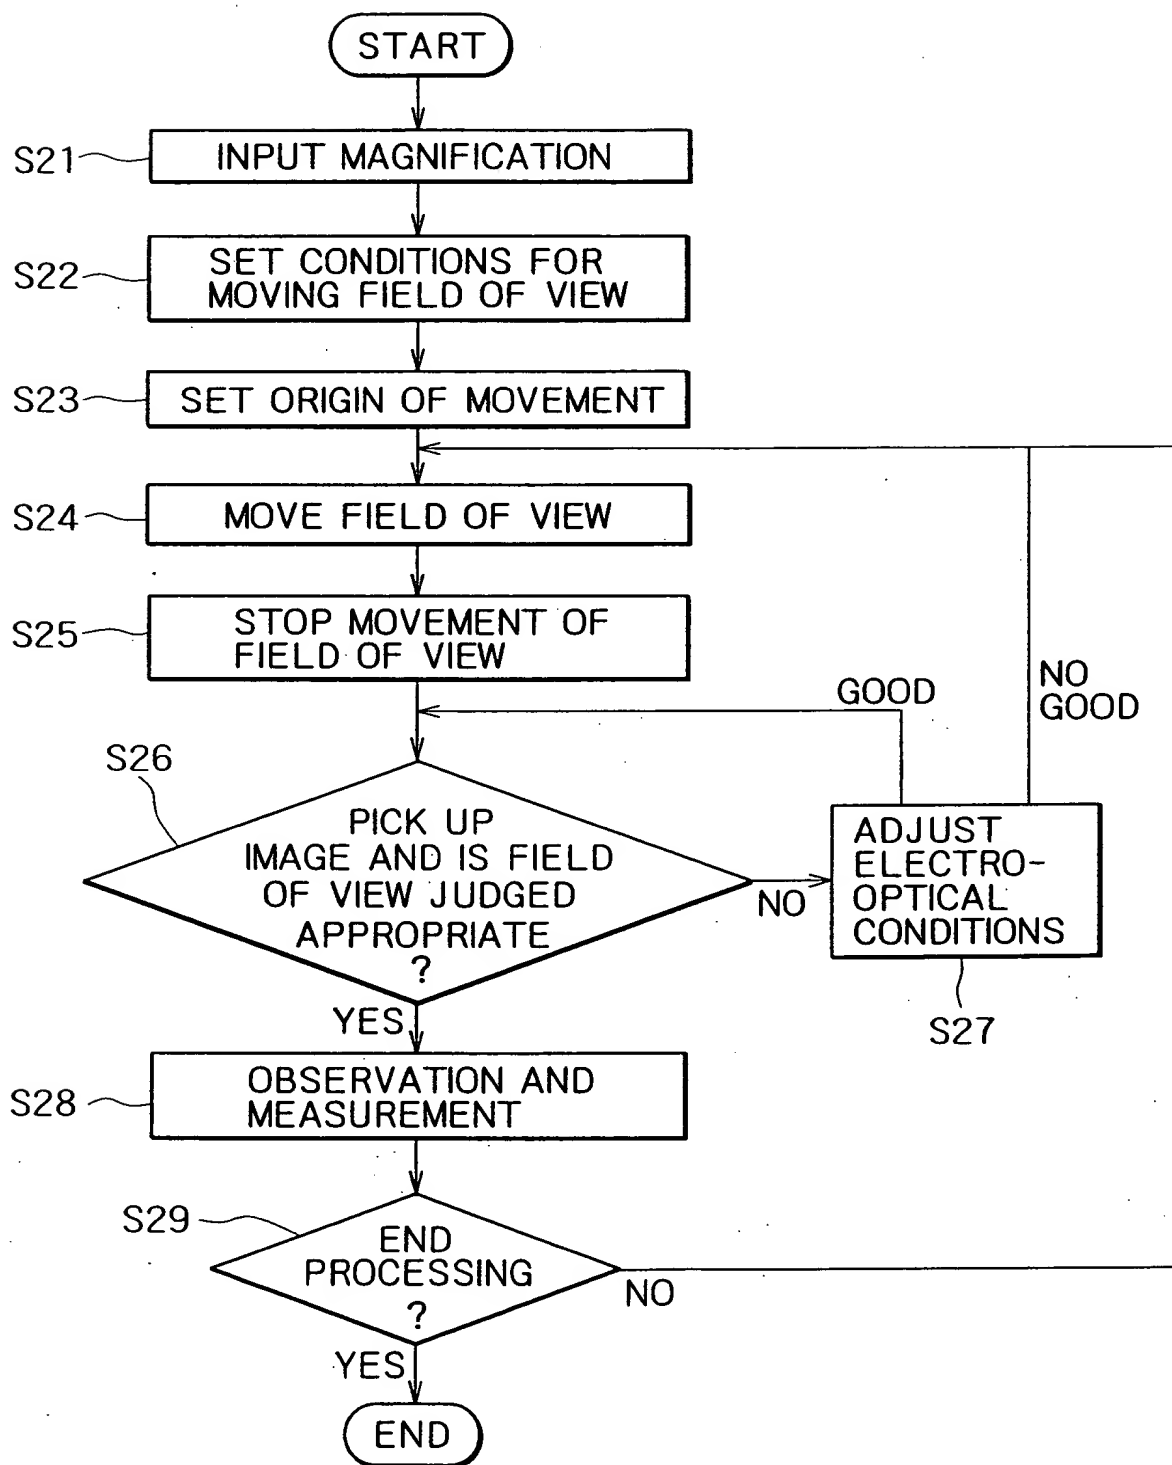 START
S21
INPUT MAGNIFICATION
S22
SET CONDITIONS FOR
MOVING FIELD OF VIEW
S23
SET ORIGIN OF MOVEMENT
S24
MOVE FIELD OF VIEW
S25
STOP MOVEMENT OF
FIELD OF VIEW
GOOD
NO
GOOD
S26
PICK UP
IMAGE AND IS FIELD
OF VIEW JUDGED
APPROPRIATE
?
NO
ADJUST
ELECTRO-
OPTICAL
CONDITIONS
S27
YES
S28
OBSERVATION AND
MEASUREMENT
S29
END
PROCESSING
?
NO
YES
END